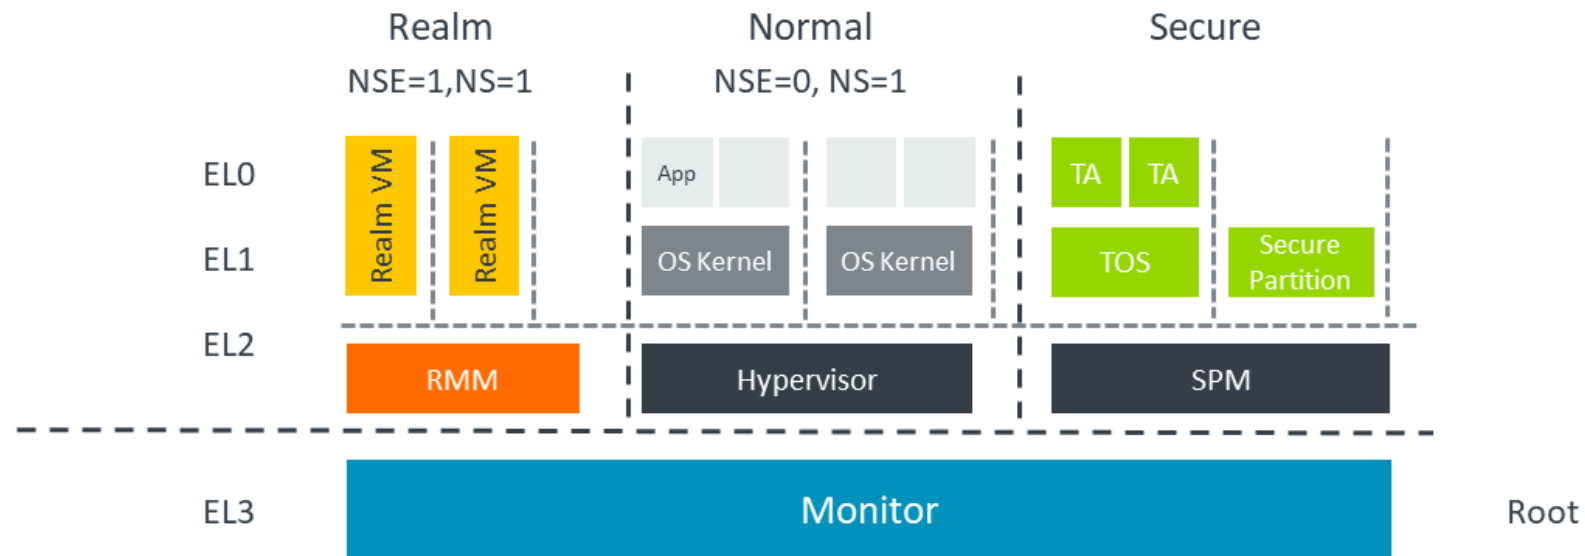 Realm Normal Secure
NSE=1,NS=1 NSE=0, NS=1
EL0 Realm VM Realm VM App TA TA
EL1 OS Kernel OS Kernel TOS Secure
Partition
EL2 RMM Hypervisor SPM
EL3 Monitor Root